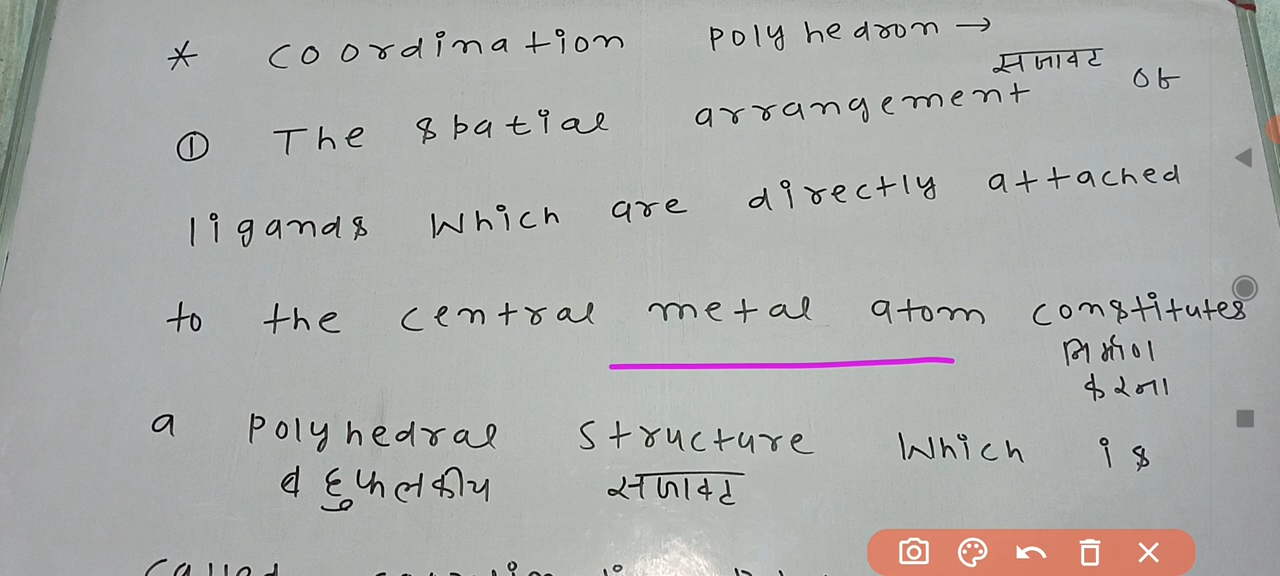 * Coordination polyhedron →
सजावट
① The spatial arrangement of
ligands which are directly attached
to the central metal atom constitutes
निर्माण
करना
a polyhedral structure which is
बहुफलकीय सजावट